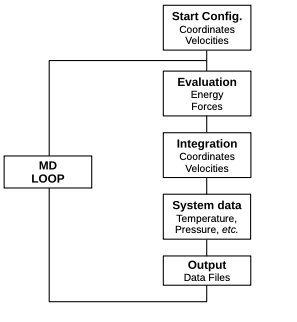 Start Config.
Coordinates
Velocities
Evaluation
Energy
Forces
Integration
Coordinates
Velocities
MD
LOOP
System data
Temperature,
Pressure, etc.
Output
Data Files